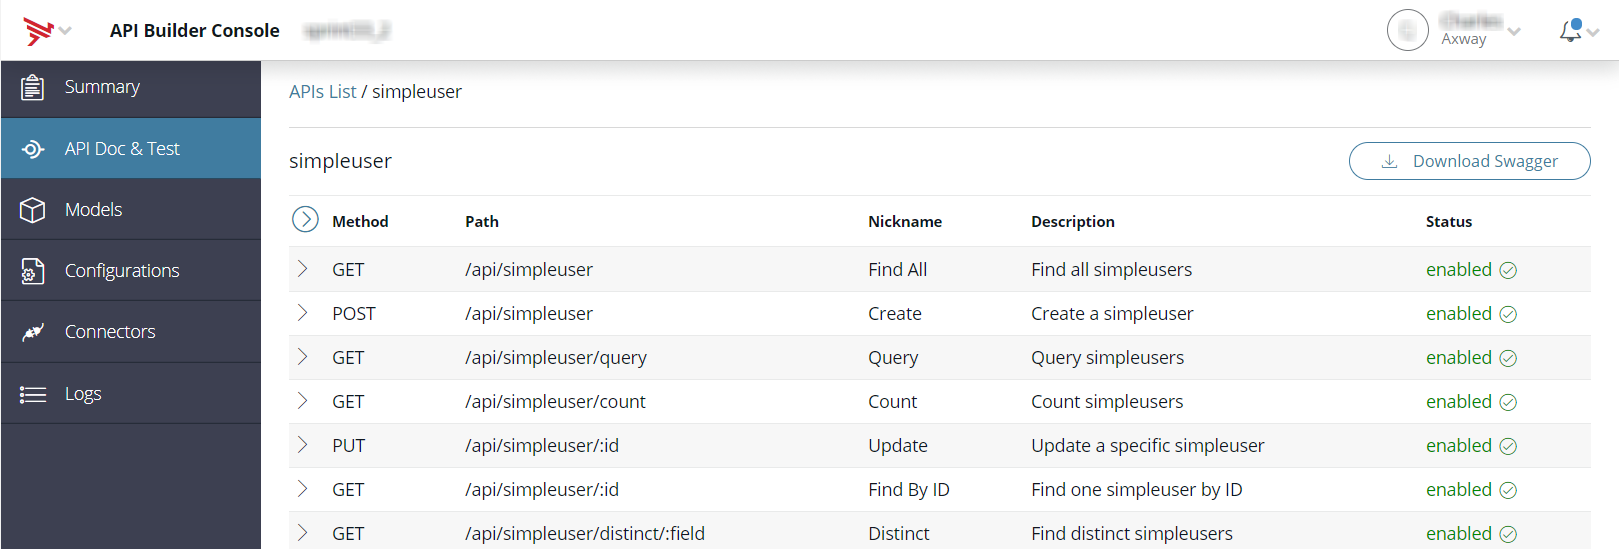 API Builder Console
Axway
Summary
API Doc & Test
Models
Configurations
Connectors
Logs
APIs List / simpleuser
simpleuser
Download Swagger
Method Path Nickname Description Status
GET /api/simpleuser Find All Find all simpleusers enabled
POST /api/simpleuser Create Create a simpleuser enabled
GET /api/simpleuser/query Query Query simpleusers enabled
GET /api/simpleuser/count Count Count simpleusers enabled
PUT /api/simpleuser/:id Update Update a specific simpleuser enabled
GET /api/simpleuser/:id Find By ID Find one simpleuser by ID enabled
GET /api/simpleuser/distinct/:field Distinct Find distinct simpleusers enabled